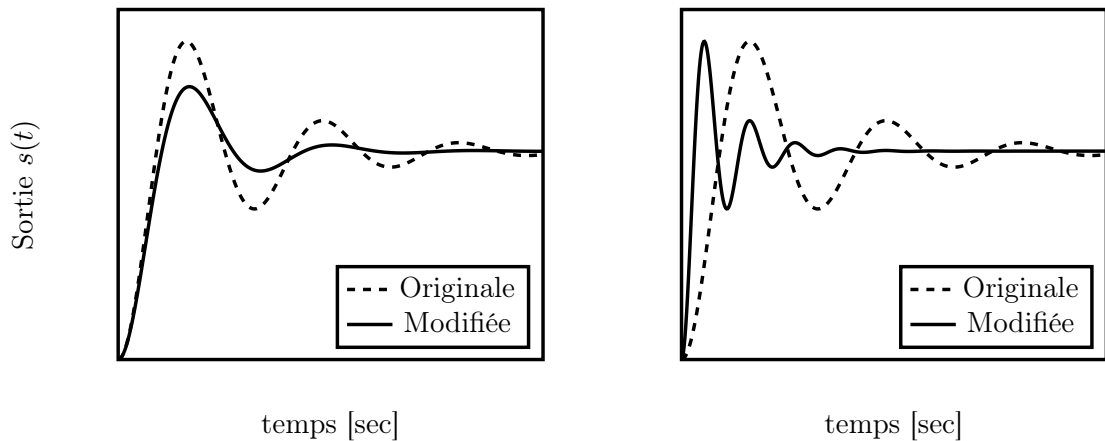 Sortie s(t)
Originale
Modifiée
temps [sec]
Originale
Modifiée
temps [sec]